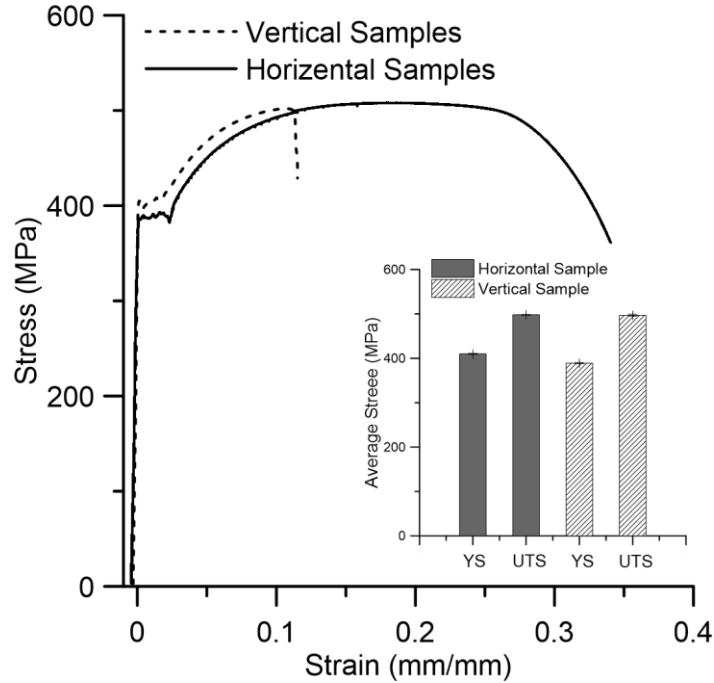 600
Vertical Samples
Horizental Samples
400
Stress (MPa)
200
0
0
0.1
0.2
0.3
0.4
Strain (mm/mm)
Horizontal Sample
Vertical Sample
600
400
200
0
Average Streee (MPa)
YS
UTS
YS
UTS